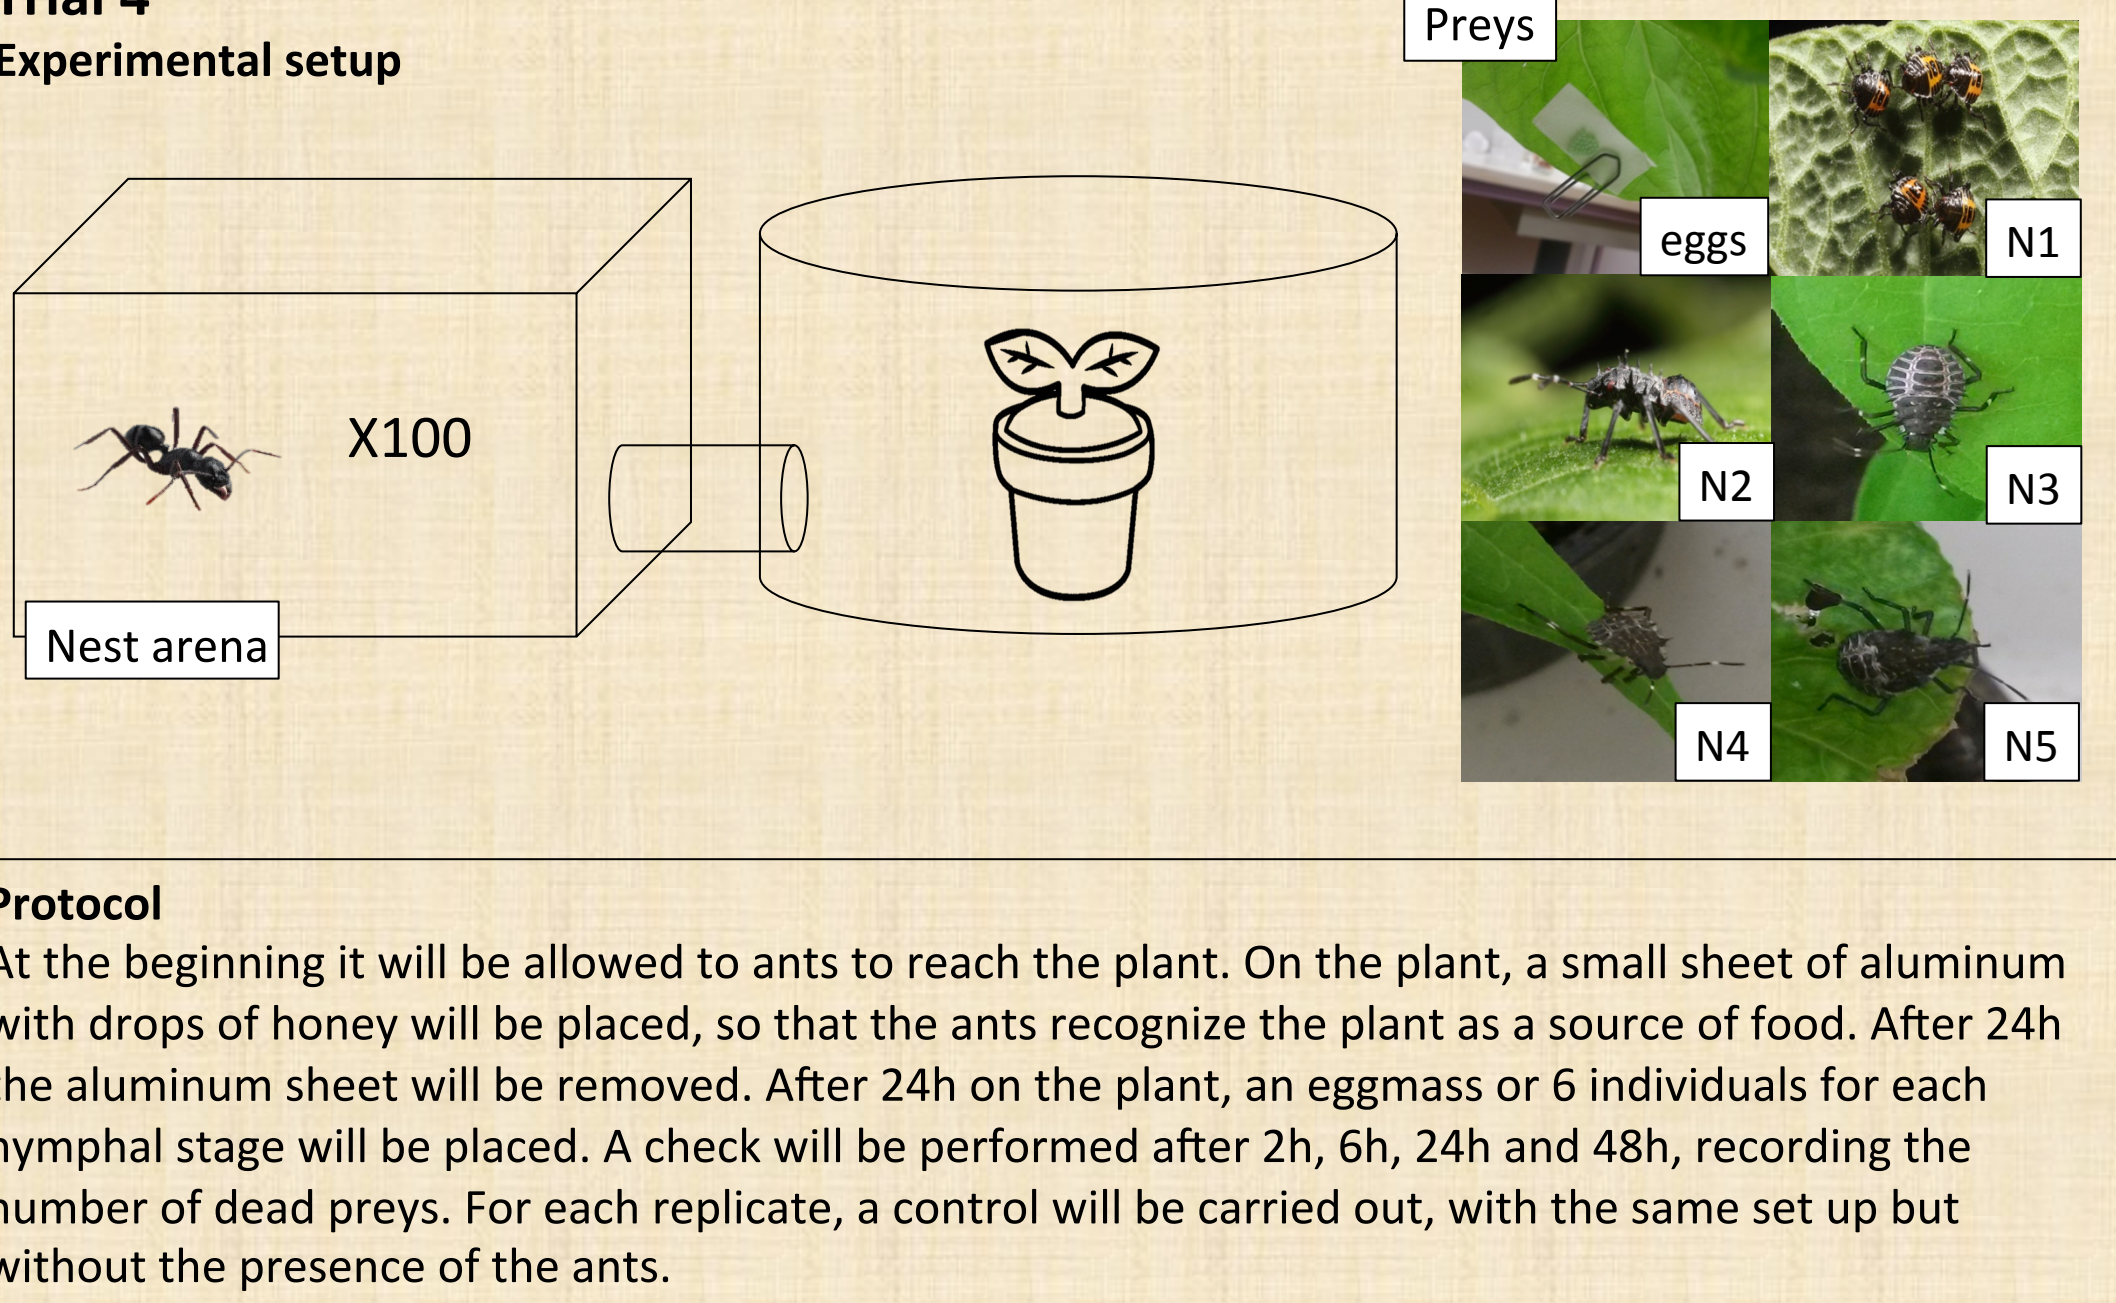 Trial 4
Experimental setup
Preys
eggs
N1
X100
N2
N3
Nest arena
N4
N5
Protocol
At the beginning it will be allowed to ants to reach the plant. On the plant, a small sheet of aluminum
with drops of honey will be placed, so that the ants recognize the plant as a source of food. After 24h
the aluminum sheet will be removed. After 24h on the plant, an eggmass or 6 individuals for each
nymphal stage will be placed. A check will be performed after 2h, 6h, 24h and 48h, recording the
number of dead preys. For each replicate, a control will be carried out, with the same set up but
without the presence of the ants.